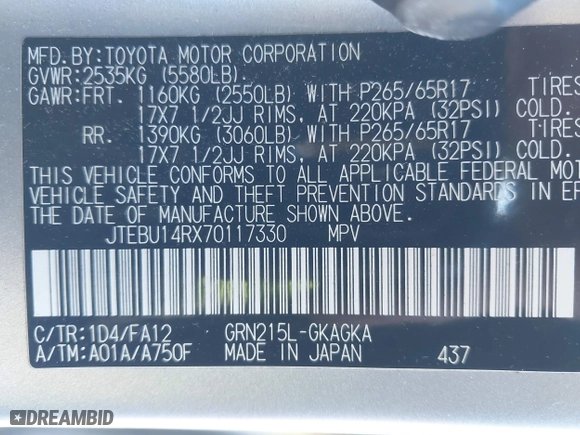 MFD.BY: TOYOTA MOTOR CORPORATION
GVWR: 2535KG (5580LB)
GAWR: FRT. 1160KG (2550LB) WITH P265/65R17 TIRES
17X7 1/2JJ RIMS, AT 220KPA (32PSI) COLD.
RR. 1390KG (3060LB) WITH P265/65R17 TIRES
17X7 1/2JJ RIMS, AT 220KPA (32PSI) COLD.
THIS VEHICLE CONFORMS TO ALL APPLICABLE FEDERAL MOT
VEHICLE SAFETY AND THEFT PREVENTION STANDARDS IN EF
THE DATE OF MANUFACTURE SHOWN ABOVE.
JTEBU14RX70117330 MPV
C/TR: 1D4/FA12 GRN215L-GKAGKA
A/TM: A01A/A750F MADE IN JAPAN 437
DREAMBID